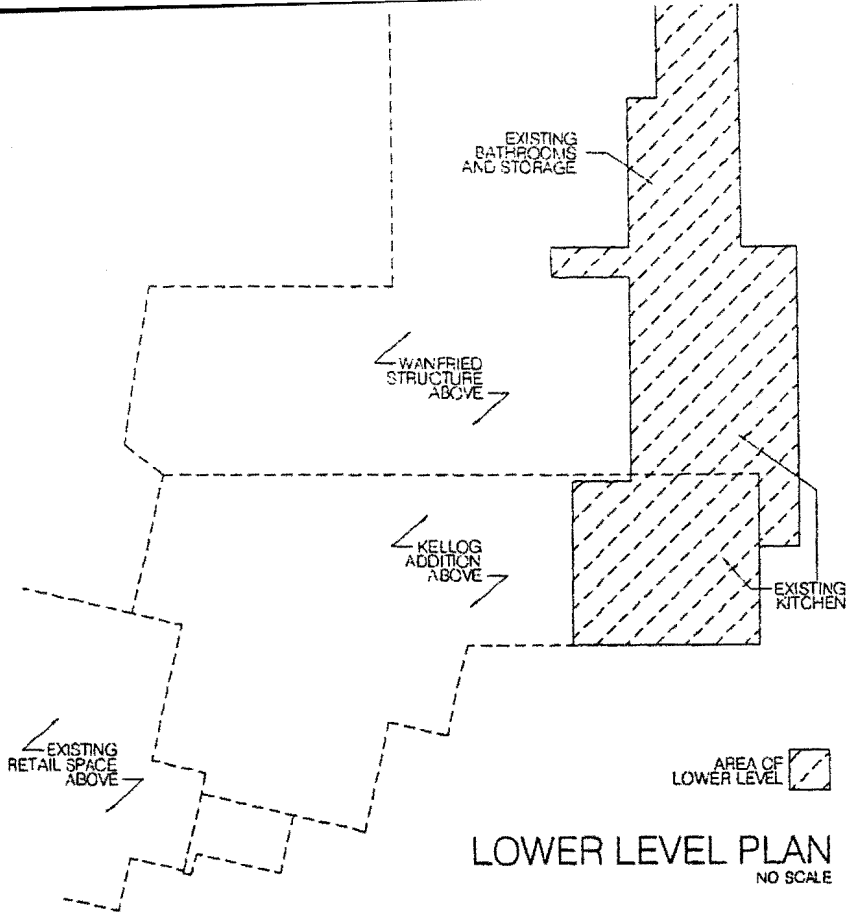 EXISTING
BATHROOMS
AND STORAGE
WANFRIED
STRUCTURE
ABOVE
KELLOG
ADDITION
ABOVE
EXISTING
KITCHEN
EXISTING
RETAIL SPACE
ABOVE
AREA OF
LOWER LEVEL
LOWER LEVEL PLAN
NO SCALE